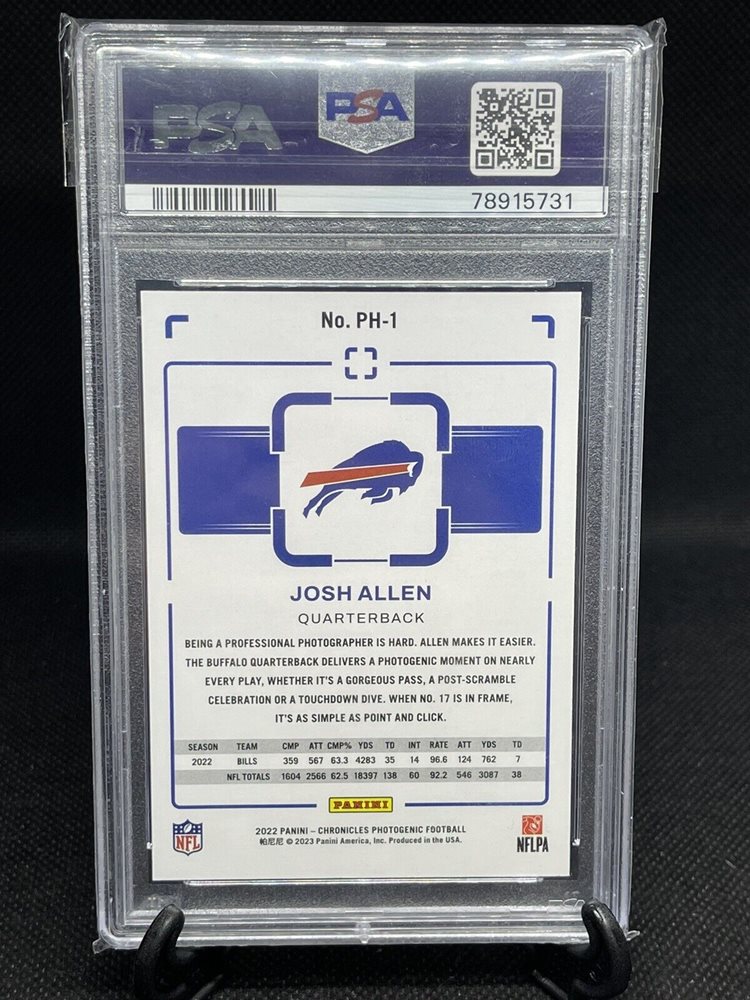 PSA
PSA
78915731
No. PH-1
JOSH ALLEN
QUARTERBACK
BEING A PROFESSIONAL PHOTOGRAPHER IS HARD. ALLEN MAKES IT EASIER.
THE BUFFALO QUARTERBACK DELIVERS A PHOTOGENIC MOMENT ON NEARLY
EVERY PLAY, WHETHER IT'S A GORGEOUS PASS, A POST-SCRAMBLE
CELEBRATION OR A TOUCHDOWN DIVE. WHEN NO. 17 IS IN FRAME,
IT'S AS SIMPLE AS POINT AND CLICK.
SEASON TEAM CMP ATT CMP% YDS TD INT RATE ATT YDS TD
2022 BILLS 359 567 63.3 4283 35 14 96.6 124 762 7
NFL TOTALS 1604 2566 62.5 18397 138 60 92.2 546 3087 38
PANINI
2022 PANINI – CHRONICLES PHOTOGENIC FOOTBALL
帕尼尼 © 2023 Panini America, Inc. Produced in the USA.
NFL
NFLPA